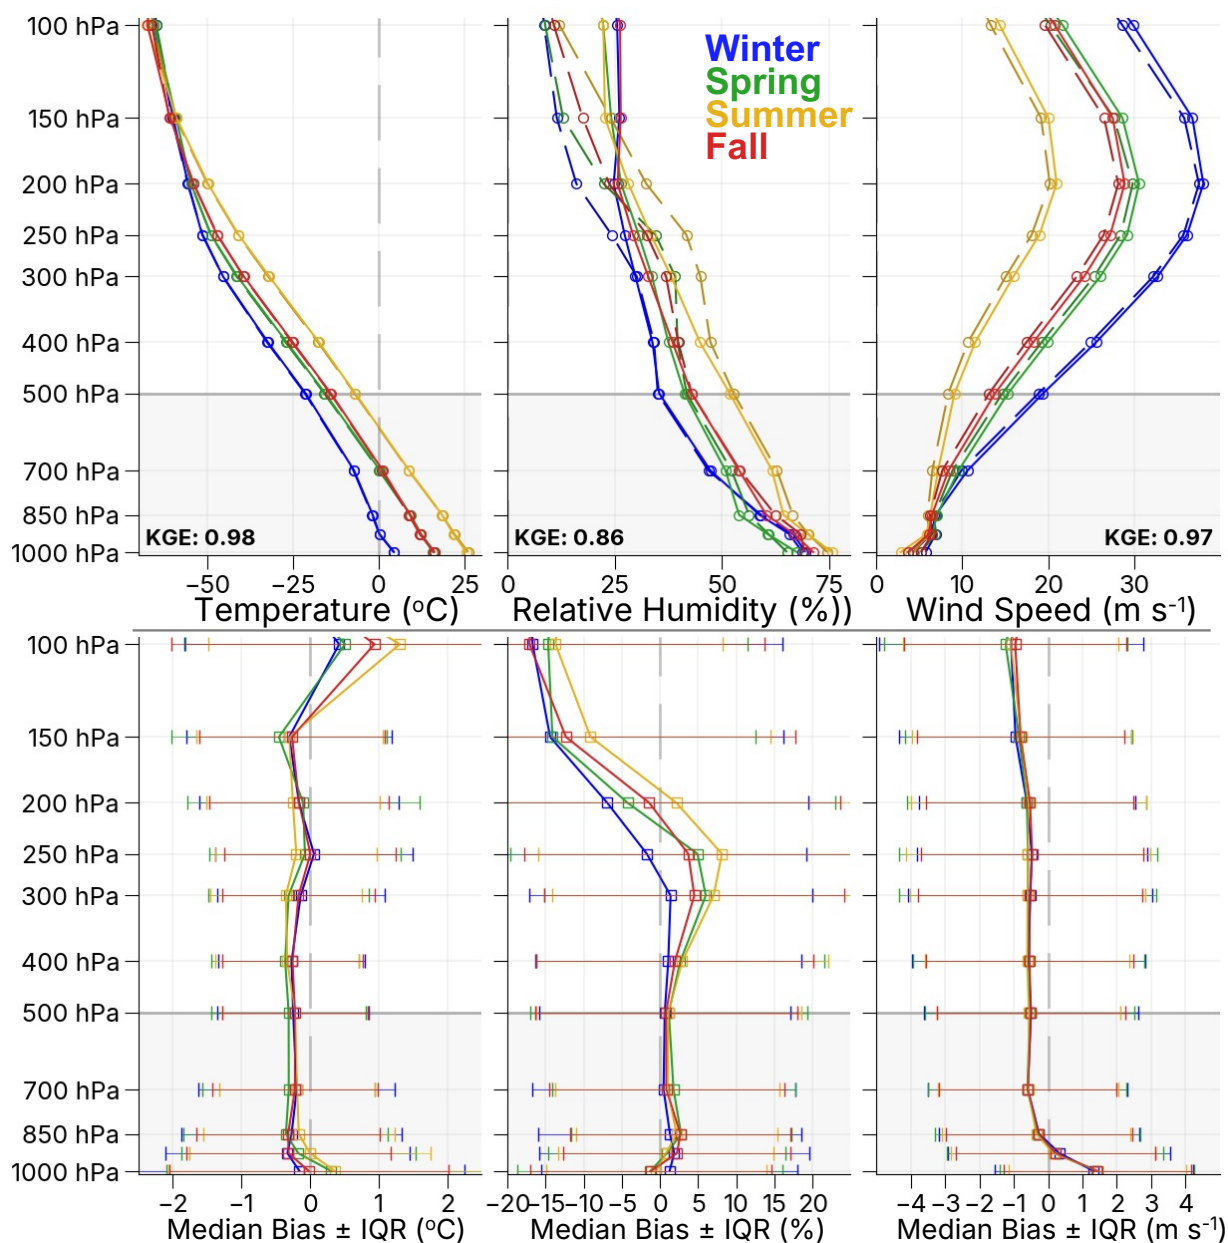 100 hPa
150 hPa
200 hPa
250 hPa
300 hPa
400 hPa
500 hPa
700 hPa
850 hPa
1000 hPa
Winter
Spring
Summer
Fall
KGE: 0.98
KGE: 0.86
KGE: 0.97
−50 −25 0 25
0 25 50 75
0 10 20 30
Temperature (ºC)
Relative Humidity (%))
Wind Speed (m s-1)
100 hPa
150 hPa
200 hPa
250 hPa
300 hPa
400 hPa
500 hPa
700 hPa
850 hPa
1000 hPa
−2 −1 0 1 2
−20 −15 −10 −5 0 5 10 15 20
−4 −3 −2 −1 0 1 2 3 4
Median Bias ± IQR (ºC)
Median Bias ± IQR (%)
Median Bias ± IQR (m s-1)